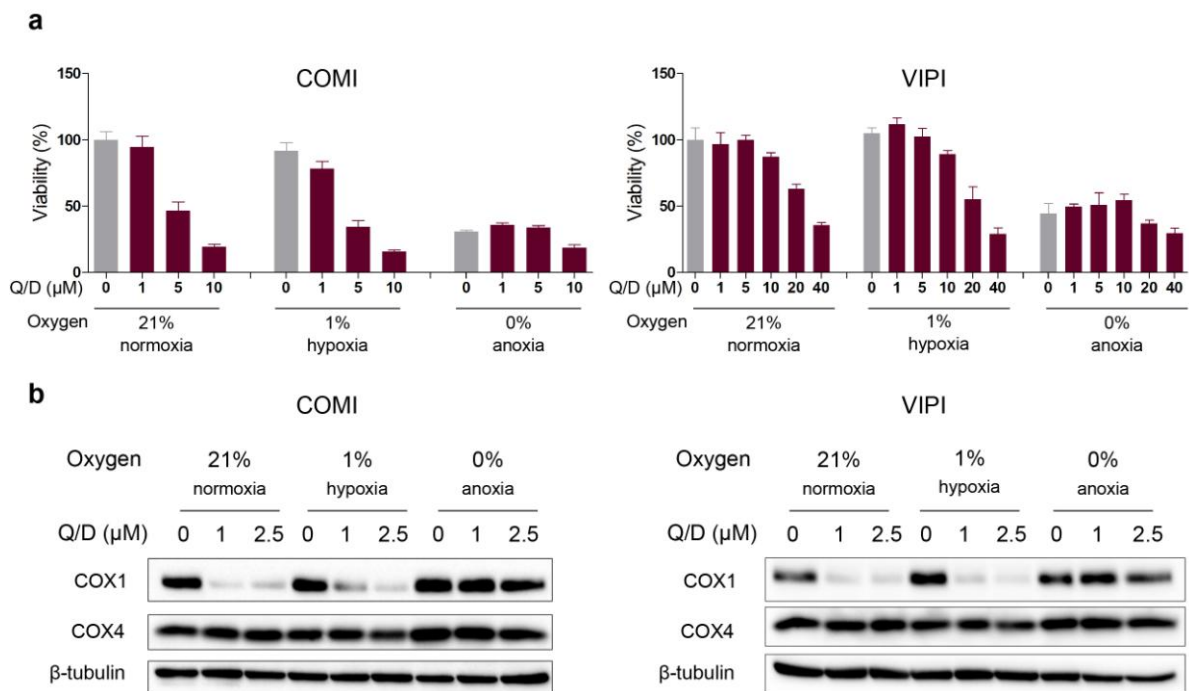 a
COMI
VIPI
150
100
50
0
Viability (%)
Q/D (µM)
0 1 5 10 0 1 5 10 0 1 5 10
Oxygen
21% 1% 0%
normoxia hypoxia anoxia
150
100
50
0
Viability (%)
Q/D (µM)
0 1 5 10 20 40 0 1 5 10 20 40 0 1 5 10 20 40
Oxygen
21% 1% 0%
normoxia hypoxia anoxia
b
COMI
Oxygen 21% 1% 0%
normoxia hypoxia anoxia
Q/D (µM) 0 1 2.5 0 1 2.5 0 1 2.5
COX1
COX4
β-tubulin
VIPI
Oxygen 21% 1% 0%
normoxia hypoxia anoxia
Q/D (µM) 0 1 2.5 0 1 2.5 0 1 2.5
COX1
COX4
β-tubulin